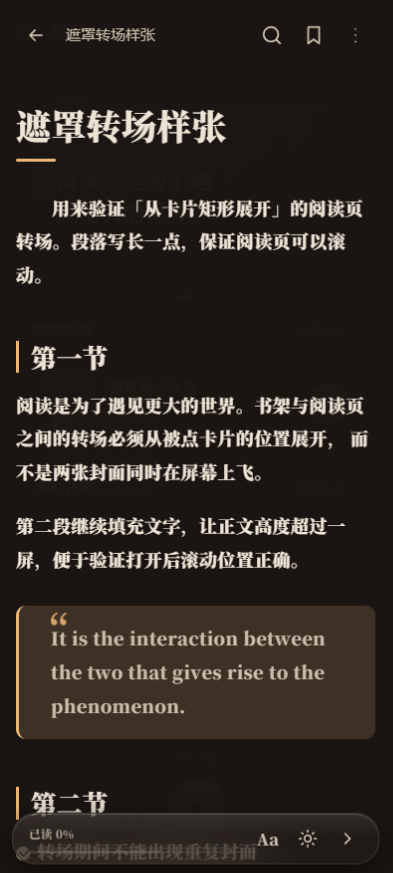 遮罩转场样张
遮罩转场样张
用来验证「从卡片矩形展开」的阅读页
转场。段落写长一点，保证阅读页可以滚
动。
第一节
阅读是为了遇见更大的世界。书架与阅读页
之间的转场必须从被点卡片的位置展开， 而
不是两张封面同时在屏幕上飞。
第二段继续填充文字，让正文高度超过一
屏，便于验证打开后滚动位置正确。
“
It is the interaction between
the two that gives rise to the
phenomenon.
第二节
已读 0%
Aa
转场期间不能出现重复封面